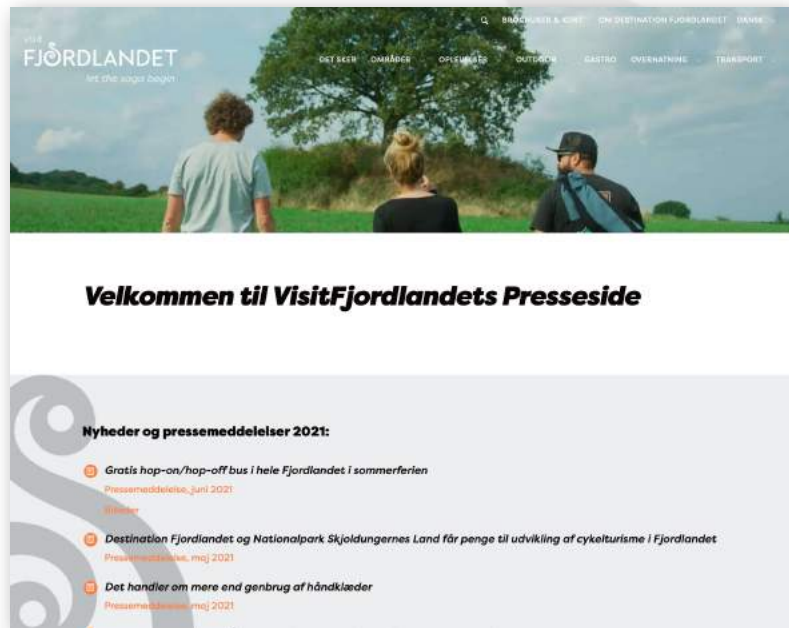 BROCHURER & KORT OM DESTINATION FJORDLANDET DANSK
visit
FJORDLANDET
let the saga begin
DET SKER OMRÅDER OPLEVELSER OUTDOOR GASTRO OVERNATNING TRANSPORT
Velkommen til VisitFjordlandets Presseside
Nyheder og pressemeddelelser 2021:
Gratis hop-on/hop-off bus i hele Fjordlandet i sommerferien
Pressemeddelelse, juni 2021
Billeder
Destination Fjordlandet og Nationalpark Skjoldungernes Land får penge til udvikling af cykelturisme i Fjordlandet
Pressemeddelelse, maj 2021
Det handler om mere end genbrug af håndklæder
Pressemeddelelse, maj 2021